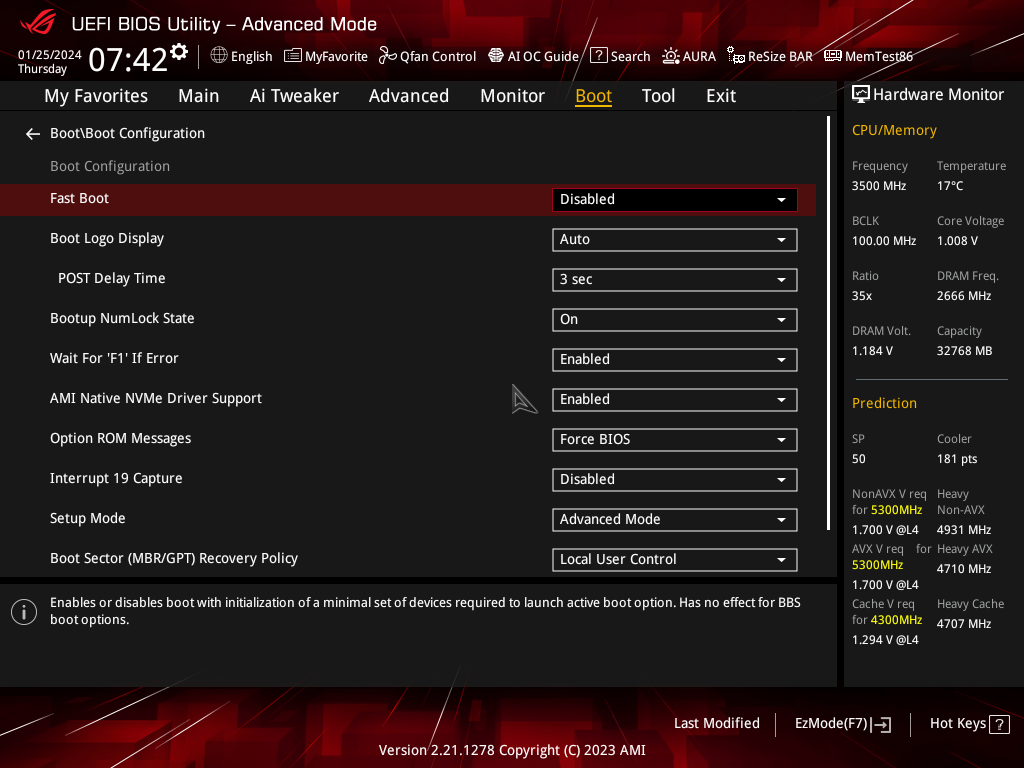 UEFI BIOS Utility – Advanced Mode
01/25/2024
Thursday
07:42
English
MyFavorite
Qfan Control
AI OC Guide
Search
AURA
ReSize BAR
MemTest86
My Favorites
Main
Ai Tweaker
Advanced
Monitor
Boot
Tool
Exit
Boot\Boot Configuration
Boot Configuration
Fast Boot Disabled
Boot Logo Display Auto
POST Delay Time 3 sec
Bootup NumLock State On
Wait For 'F1' If Error Enabled
AMI Native NVMe Driver Support Enabled
Option ROM Messages Force BIOS
Interrupt 19 Capture Disabled
Setup Mode Advanced Mode
Boot Sector (MBR/GPT) Recovery Policy Local User Control
Enables or disables boot with initialization of a minimal set of devices required to launch active boot option. Has no effect for BBS
boot options.
Hardware Monitor
CPU/Memory
Frequency Temperature
3500 MHz 17°C
BCLK Core Voltage
100.00 MHz 1.008 V
Ratio DRAM Freq.
35x 2666 MHz
DRAM Volt. Capacity
1.184 V 32768 MB
Prediction
SP Cooler
50 181 pts
NonAVX V req Heavy
for 5300MHz Non-AVX
1.700 V @L4 4931 MHz
AVX V req for Heavy AVX
5300MHz 4710 MHz
1.700 V @L4
Cache V req Heavy Cache
for 4300MHz 4707 MHz
1.294 V @L4
Last Modified
EzMode(F7)
Hot Keys ?
Version 2.21.1278 Copyright (C) 2023 AMI